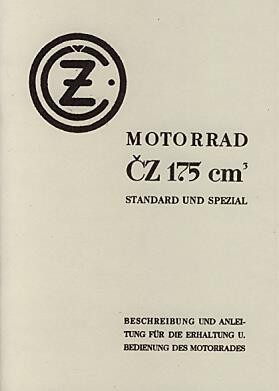 ČZ
MOTORRAD
ČZ 175 cm³
STANDARD UND SPEZIAL
BESCHREIBUNG UND ANLEI-
TUNG FÜR DIE ERHALTUNG U.
BEDIENUNG DES MOTORRADES